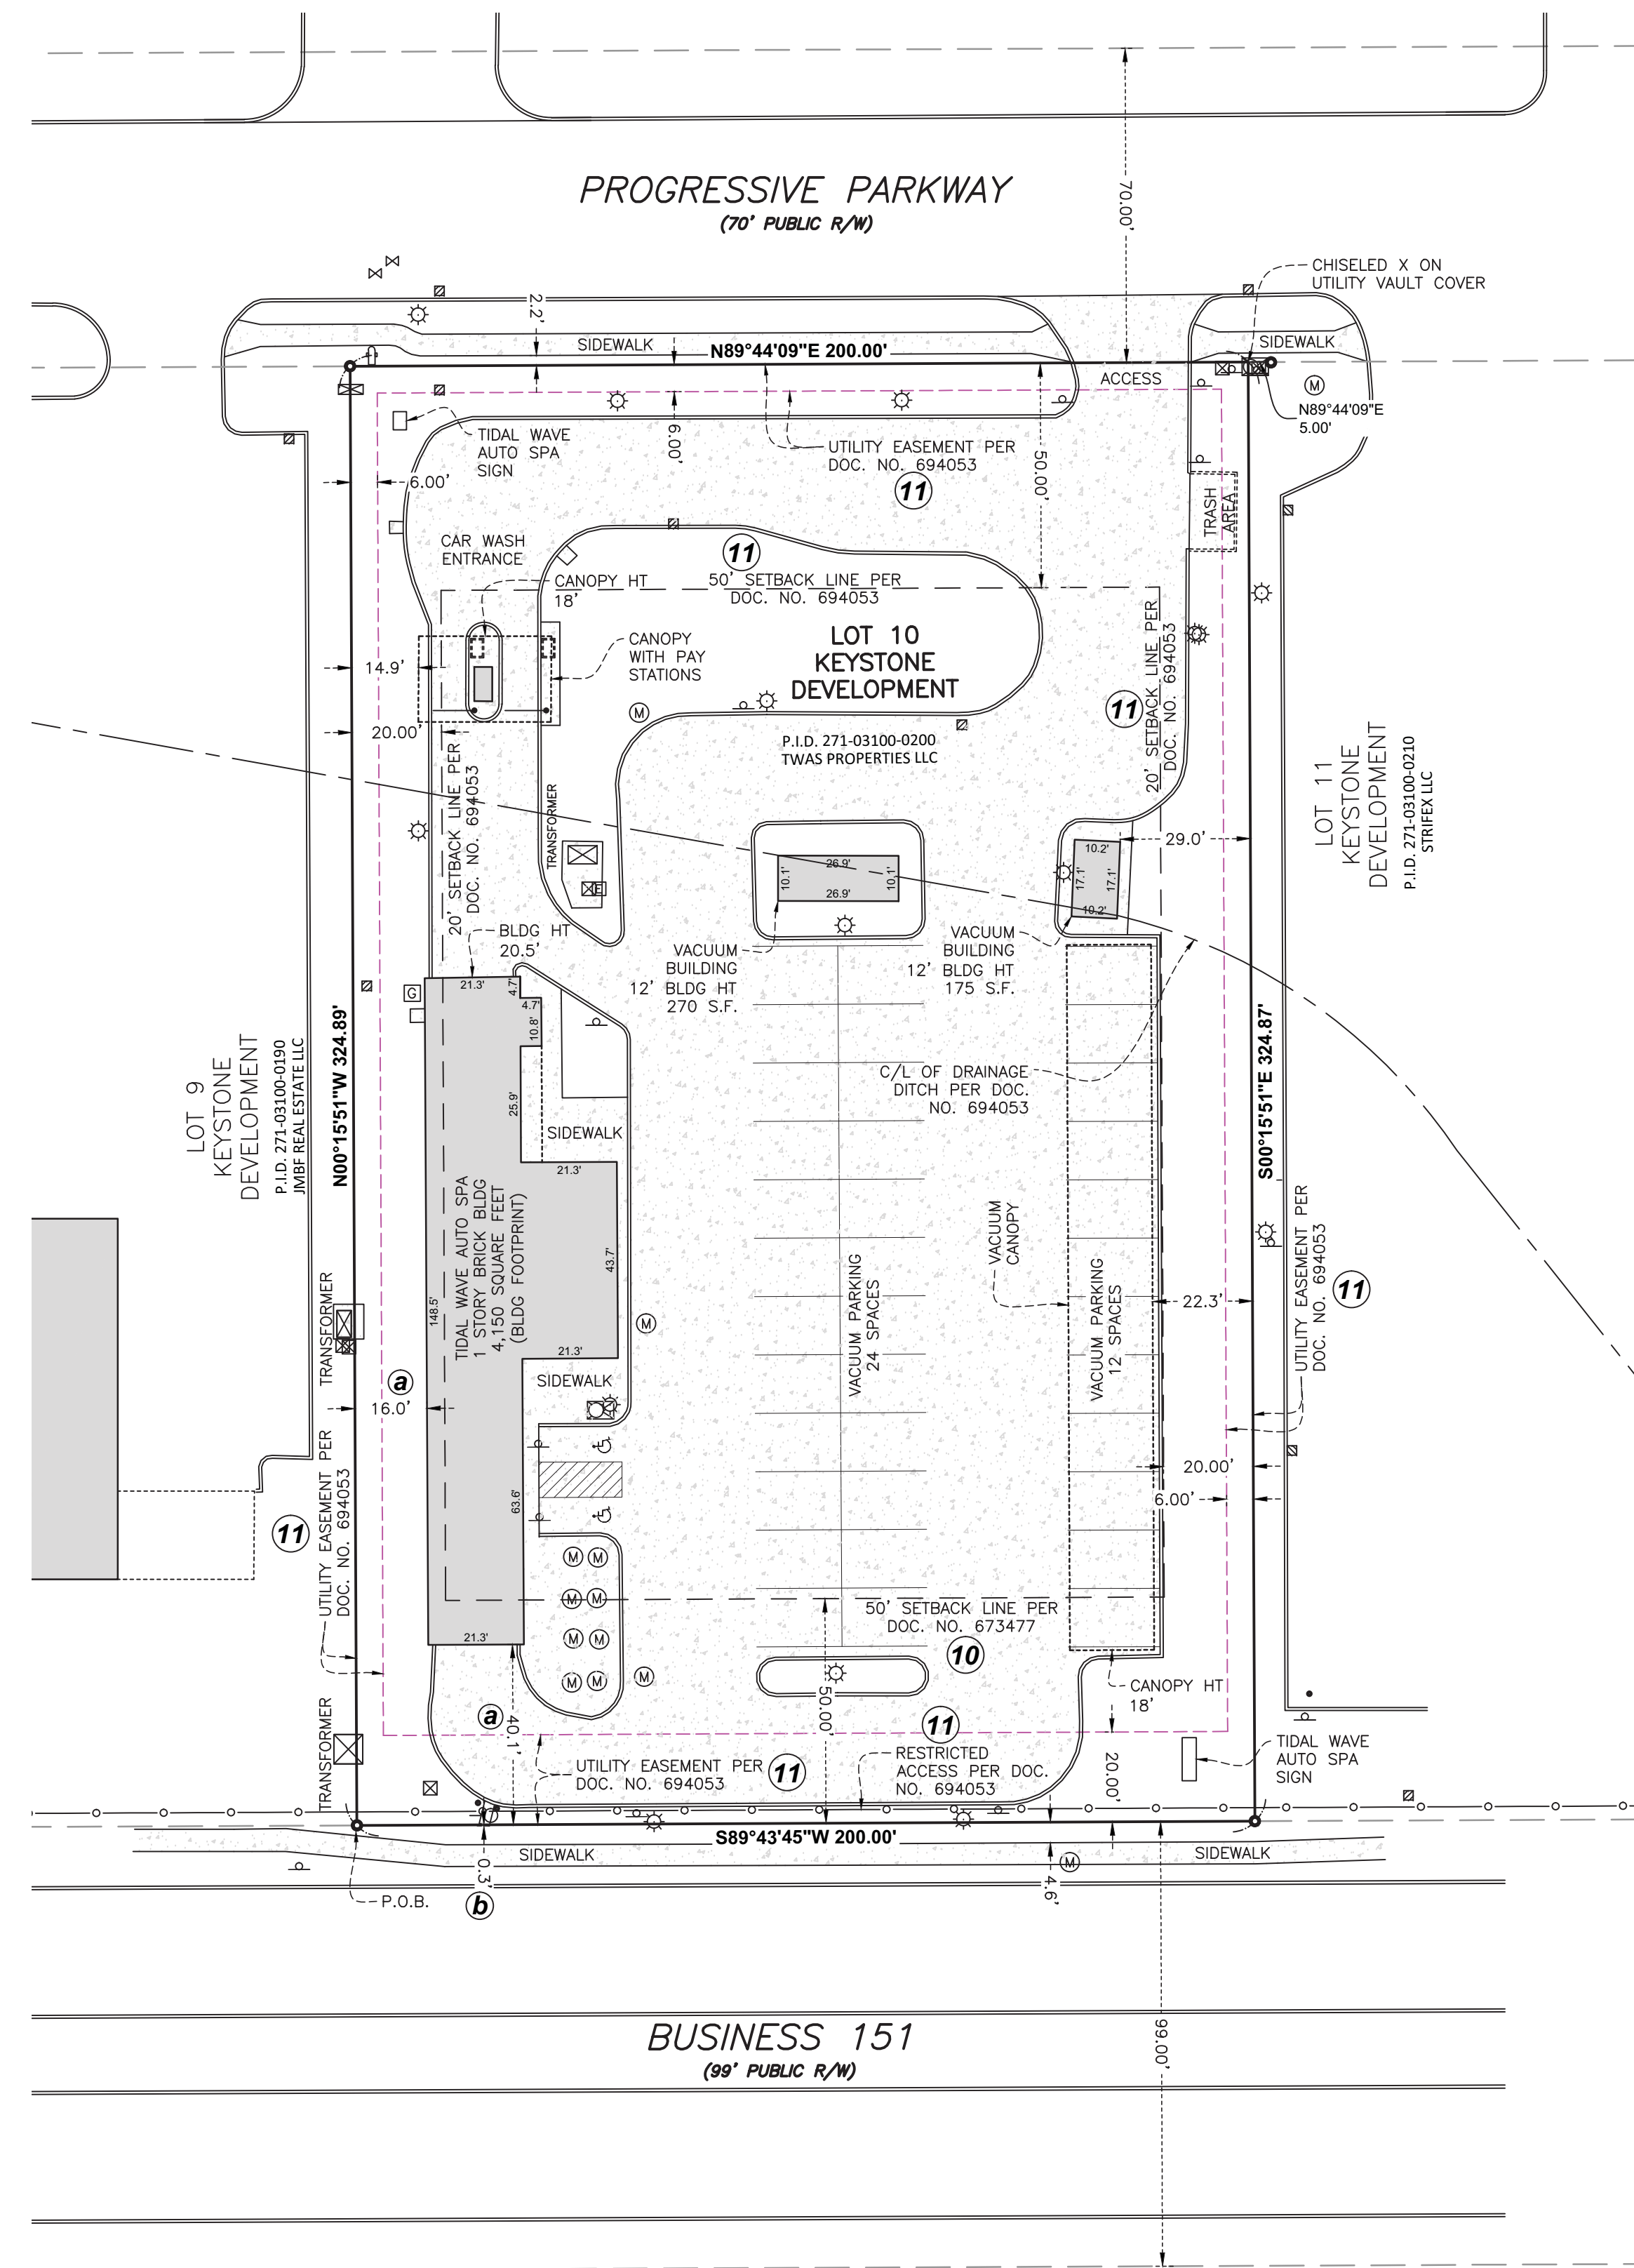 PROGRESSIVE PARKWAY
(70' PUBLIC R/W)
70.00'
CHISELED X ON
UTILITY VAULT COVER
2.2'
SIDEWALK
N89°44'09"E 200.00'
SIDEWALK
ACCESS
M
N89°44'09"E
5.00'
TIDAL WAVE
AUTO SPA
SIGN
6.00'
6.00'
UTILITY EASEMENT PER
DOC. NO. 694053
11
50.00'
TRASH
AREA
CAR WASH
ENTRANCE
11
CANOPY HT
18'
50' SETBACK LINE PER
DOC. NO. 694053
LOT 10
KEYSTONE
DEVELOPMENT
CANOPY
WITH PAY
STATIONS
14.9'
20.00'
M
P.I.D. 271-03100-0200
TWAS PROPERTIES LLC
11
20' SETBACK LINE PER
DOC. NO. 694053
20' SETBACK LINE PER
DOC. NO. 694053
TRANSFORMER
E
LOT 11
KEYSTONE
DEVELOPMENT
P.I.D. 271-03100-0210
STRIFEX LLC
26.9'
10.1'
10.1'
26.9'
10.2'
17.1'
17.1'
10.2'
29.0'
BLDG HT
20.5'
VACUUM
BUILDING
12' BLDG HT
270 S.F.
VACUUM
BUILDING
12' BLDG HT
175 S.F.
G
21.3'
4.7'
4.7'
10.8'
25.9'
SIDEWALK
21.3'
C/L OF DRAINAGE
DITCH PER DOC.
NO. 694053
N00°15'51"W 324.89'
S00°15'51"E 324.87'
LOT 9
KEYSTONE
DEVELOPMENT
P.I.D. 271-03100-0190
JMBF REAL ESTATE LLC
TIDAL WAVE AUTO SPA
1 STORY BRICK BLDG
4,150 SQUARE FEET
(BLDG FOOTPRINT)
148.5'
43.7'
M
VACUUM
CANOPY
VACUUM PARKING
24 SPACES
VACUUM PARKING
12 SPACES
22.3'
UTILITY EASEMENT PER
DOC. NO. 694053
11
TRANSFORMER
21.3'
SIDEWALK
a
16.0'
63.6'
20.00'
6.00'
UTILITY EASEMENT PER
DOC. NO. 694053
11
M M
M M
M M
M M
M
50' SETBACK LINE PER
DOC. NO. 673477
10
21.3'
CANOPY HT
18'
TRANSFORMER
a
40.1'
50.00'
11
20.00'
UTILITY EASEMENT PER
DOC. NO. 694053
11
RESTRICTED
ACCESS PER DOC.
NO. 694053
TIDAL WAVE
AUTO SPA
SIGN
S89°43'45"W 200.00'
SIDEWALK
SIDEWALK
M
P.O.B.
0.3'
b
4.6'
BUSINESS 151
(99' PUBLIC R/W)
99.00'